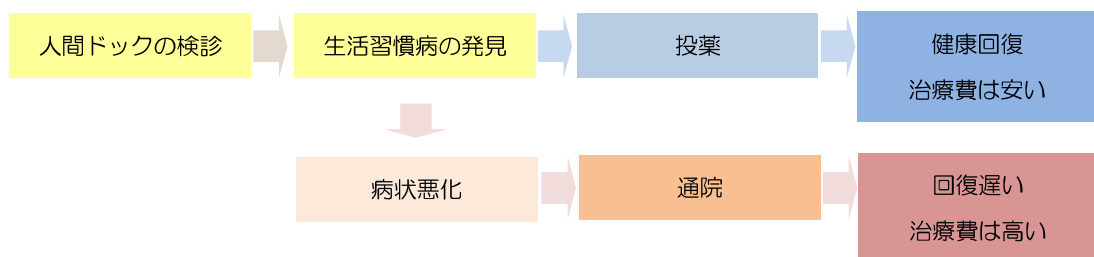 人間ドックの検診
生活習慣病の発見
投薬
健康回復
治療費は安い
病状悪化
通院
回復遅い
治療費は高い